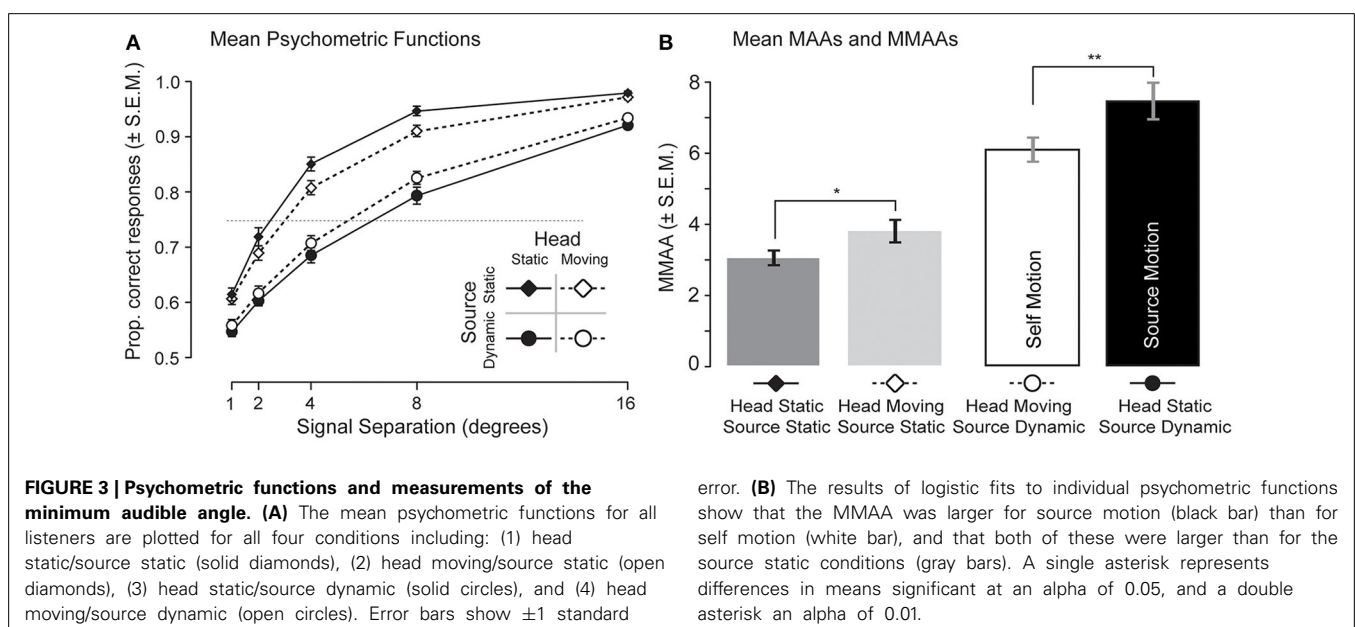 A
Mean Psychometric Functions
Prop. correct responses (± S.E.M.)
1.0
0.9
0.8
0.7
0.6
0.5
1 2 4 8 16
Signal Separation (degrees)
Head
Static Moving
Source
Static
Dynamic
B
Mean MAAs and MMAAs
MMAA (± S.E.M.)
8
6
4
2
0
*
**
Self Motion
Source Motion
Head Static
Source Static
Head Moving
Source Static
Head Moving
Source Dynamic
Head Static
Source Dynamic
FIGURE 3 | Psychometric functions and measurements of the
minimum audible angle. (A) The mean psychometric functions for all
listeners are plotted for all four conditions including: (1) head
static/source static (solid diamonds), (2) head moving/source static (open
diamonds), (3) head static/source dynamic (solid circles), and (4) head
moving/source dynamic (open circles). Error bars show ±1 standard
error. (B) The results of logistic fits to individual psychometric functions
show that the MMAA was larger for source motion (black bar) than for
self motion (white bar), and that both of these were larger than for the
source static conditions (gray bars). A single asterisk represents
differences in means significant at an alpha of 0.05, and a double
asterisk an alpha of 0.01.